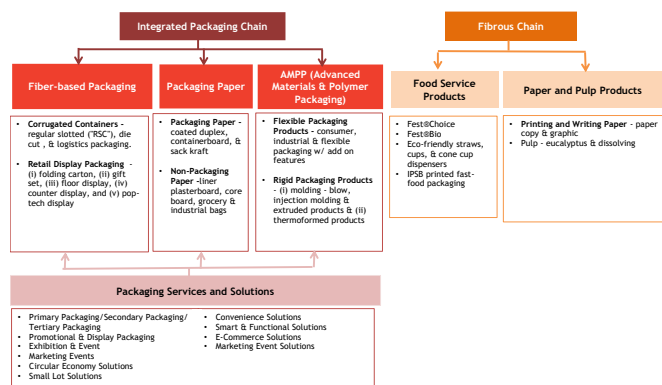 Integrated Packaging Chain
Fibrous Chain
Fiber-based Packaging
Packaging Paper
AMPP (Advanced
Materials & Polymer
Packaging)
Food Service
Products
Paper and Pulp Products
• Corrugated Containers –
regular slotted ("RSC"), die
cut , & logistics packaging.
• Retail Display Packaging –
(i) folding carton, (ii) gift
set, (iii) floor display, (iv)
counter display, and (v) pop-
tech display
• Packaging Paper -
coated duplex,
containerboard, &
sack kraft
• Non-Packaging
Paper -liner
plasterboard, core
board, grocery &
industrial bags
• Flexible Packaging
Products – consumer,
industrial & flexible
packaging w/ add on
features
• Rigid Packaging Products
- (i) molding - blow,
injection molding &
extruded products & (ii)
thermoformed products
• Fest®Choice
• Fest®Bio
• Eco-friendly straws,
cups, & cone cup
dispensers
• IPSB printed fast-
food packaging
• Printing and Writing Paper - paper
copy & graphic
• Pulp - eucalyptus & dissolving
Packaging Services and Solutions
• Primary Packaging/Secondary Packaging/
Tertiary Packaging
• Promotional & Display Packaging
• Exhibition & Event
• Marketing Events
• Circular Economy Solutions
• Small Lot Solutions
• Convenience Solutions
• Smart & Functional Solutions
• E-Commerce Solutions
• Marketing Event Solutions